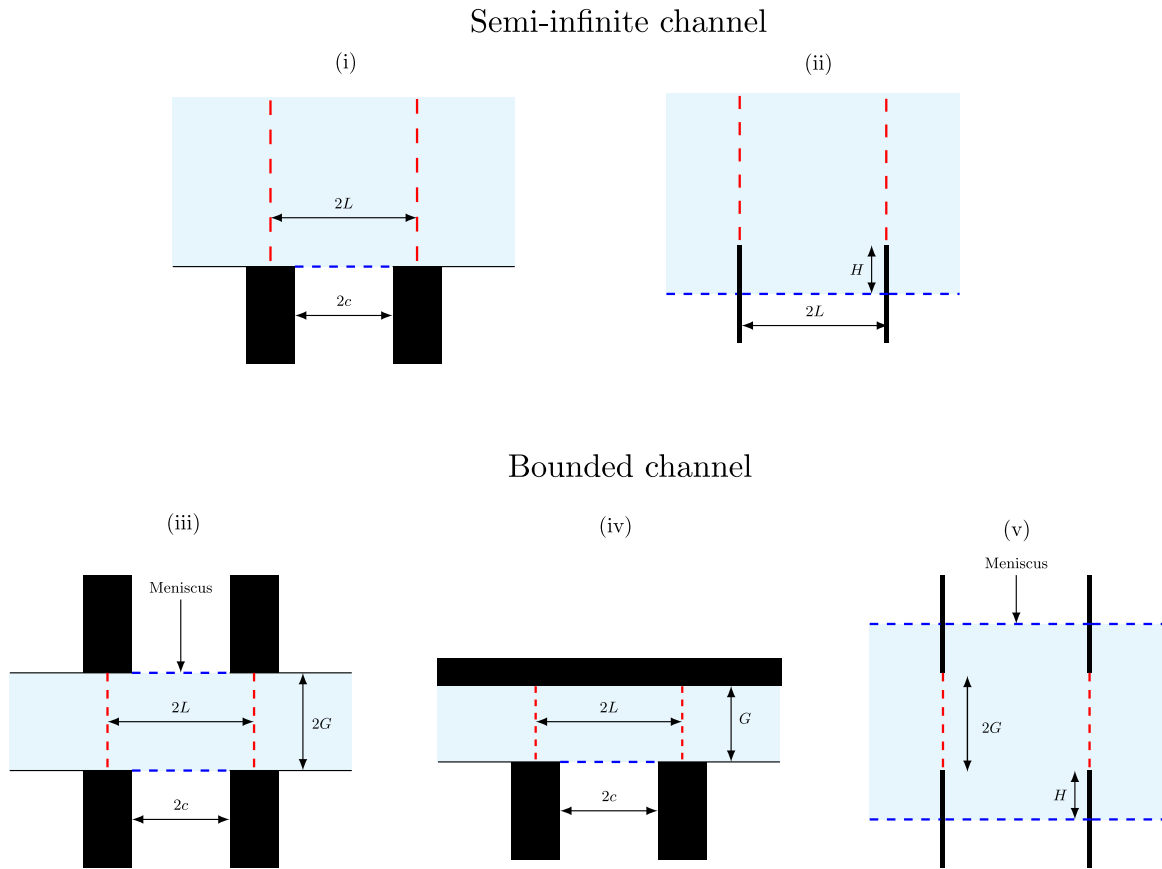 Semi-infinite channel
(i)
(ii)
2L
H
2c
2L
Bounded channel
(iii)
(iv)
(v)
Meniscus
Meniscus
2L
2G
2L
G
2G
2c
2c
H